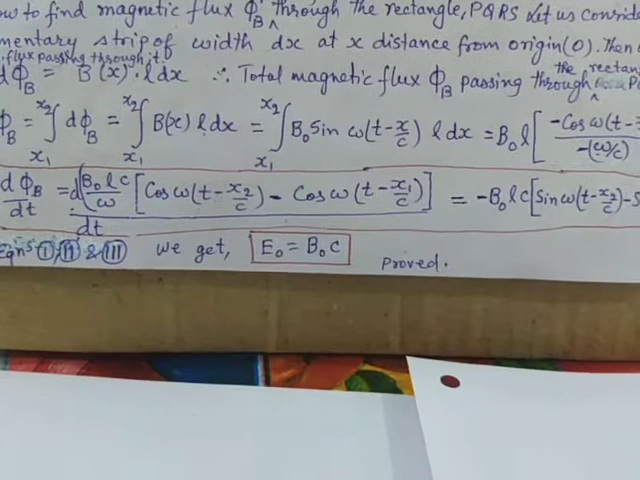 ow to find magnetic flux Φ_B through the rectangle, PQRS Let us consid
mentary strip of width dx at x distance from origin (O). Then
flux passing through it
dΦ_B = B(x).ldx ∴ Total magnetic flux Φ_B passing through the rectan
Φ_B = ∫_{x₁}^{x₂} dΦ_B = ∫_{x₁}^{x₂} B(x) l dx = ∫_{x₁}^{x₂} B₀ Sin ω(t-x/c) l dx = B₀l [-Cos ω(t- / -(ω/c)
dΦ_B/dt = d(B₀lc/ω [Cos ω(t-x₂/c) - Cos ω(t-x₁/c)]/dt = -B₀lc[Sin ω(t-x₂/c)-S
Eqns I, II & III we get, E₀ = B₀c Proved.